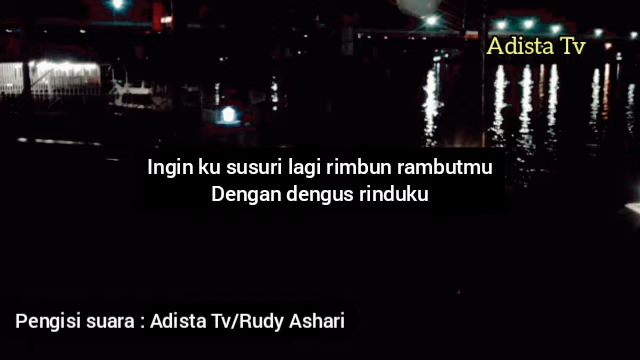 Adista Tv
Ingin ku susuri lagi rimbun rambutmu
Dengan dengus rinduku
Pengisi suara : Adista Tv/Rudy Ashari